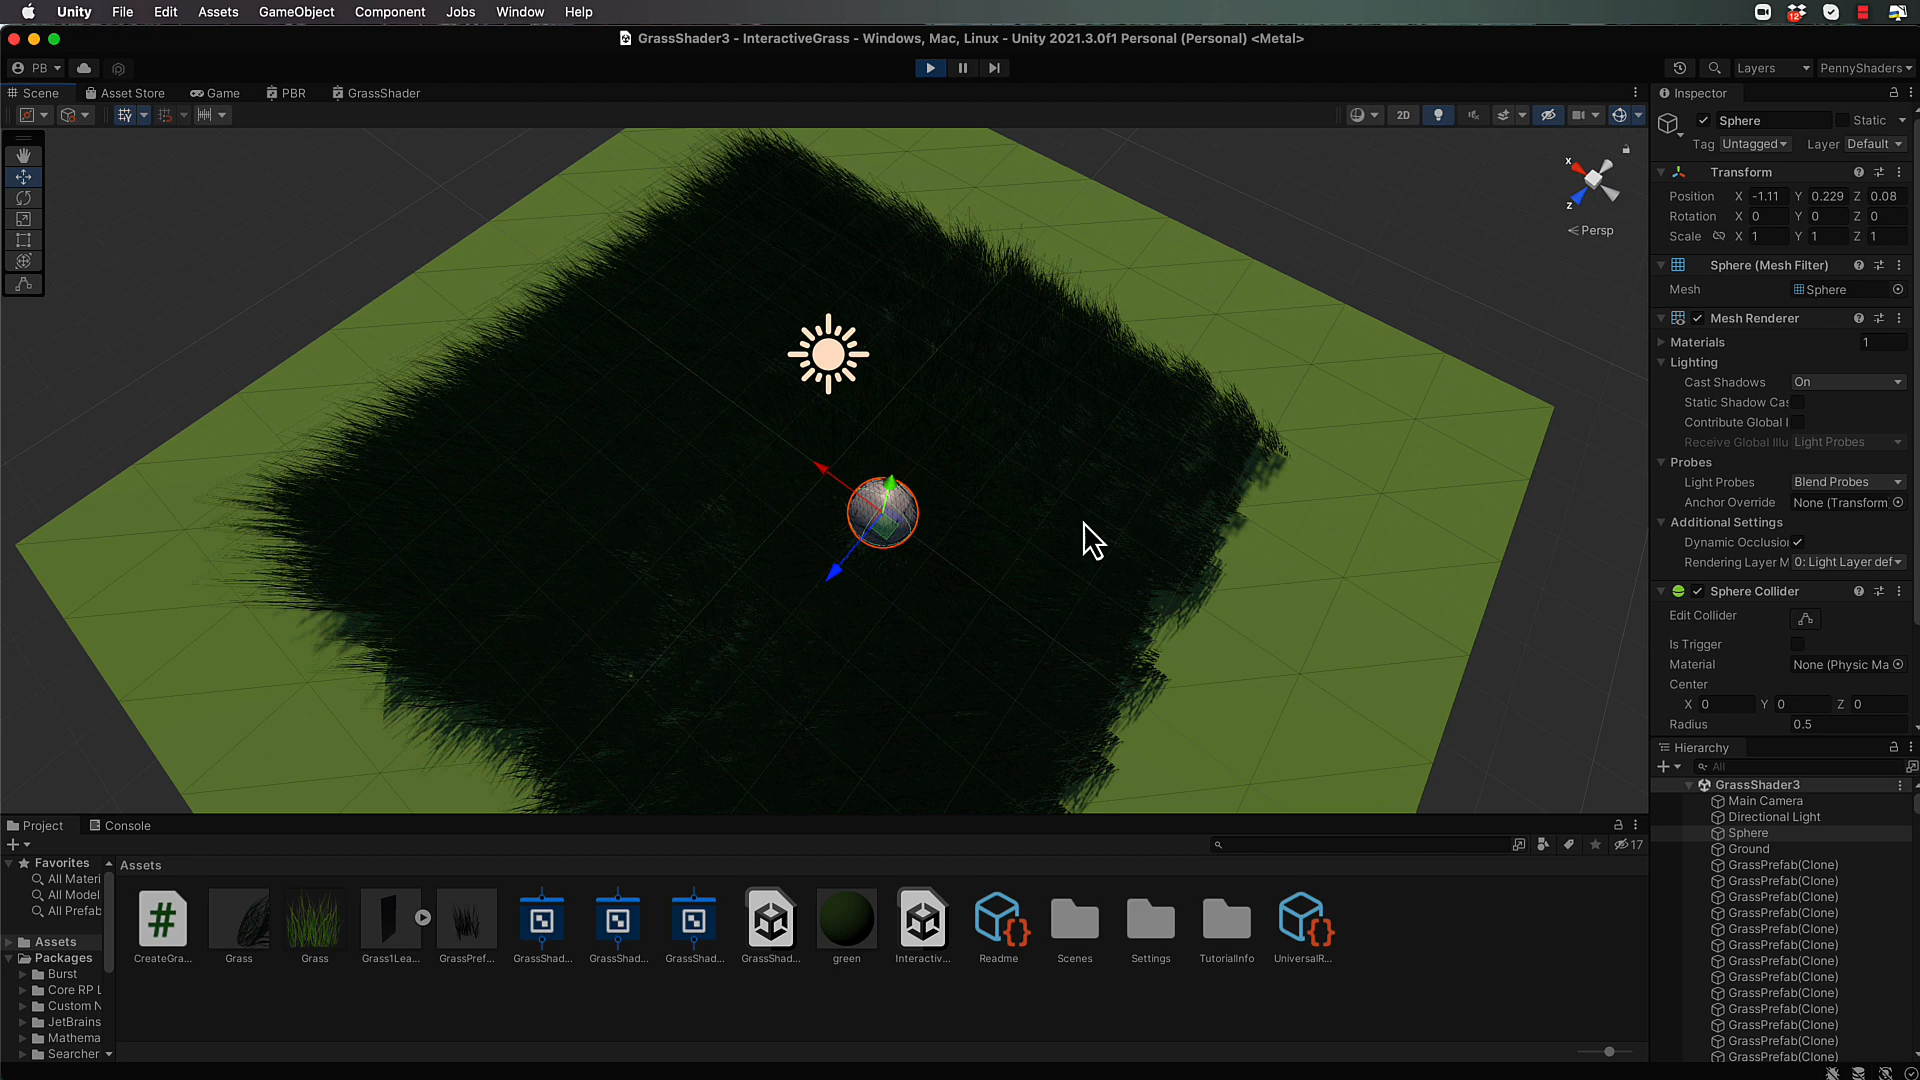 Unity File Edit Assets GameObject Component Jobs Window Help
12
GrassShader3 - InteractiveGrass - Windows, Mac, Linux - Unity 2021.3.0f1 Personal (Personal) <Metal>
PB
Layers PennyShaders
Scene Asset Store Game PBR GrassShader
2D
x
z
Persp
Inspector
Sphere Static
Tag Untagged Layer Default
Transform
Position X -1.11 Y 0.229 Z 0.08
Rotation X 0 Y 0 Z 0
Scale X 1 Y 1 Z 1
Sphere (Mesh Filter)
Mesh Sphere
Mesh Renderer
Materials 1
Lighting
Cast Shadows On
Static Shadow Cas
Contribute Global I
Receive Global Illu Light Probes
Probes
Light Probes Blend Probes
Anchor Override None (Transform
Additional Settings
Dynamic Occlusion
Rendering Layer M 0: Light Layer def
Sphere Collider
Edit Collider
Is Trigger
Material None (Physic Ma
Center
X 0 Y 0 Z 0
Radius 0.5
Hierarchy
All
GrassShader3
Main Camera
Directional Light
Sphere
Ground
GrassPrefab(Clone)
GrassPrefab(Clone)
GrassPrefab(Clone)
GrassPrefab(Clone)
GrassPrefab(Clone)
GrassPrefab(Clone)
GrassPrefab(Clone)
GrassPrefab(Clone)
GrassPrefab(Clone)
GrassPrefab(Clone)
GrassPrefab(Clone)
GrassPrefab(Clone)
GrassPrefab(Clone)
Project Console
17
Favorites
All Materi
All Model
All Prefab
Assets
Packages
Burst
Core RP L
Custom N
JetBrains
Mathema
Searcher
Assets
CreateGra... Grass Grass Grass1Lea... GrassPref... GrassShad... GrassShad... GrassShad... GrassShad... green Interactiv... Readme Scenes Settings TutorialInfo UniversalR...